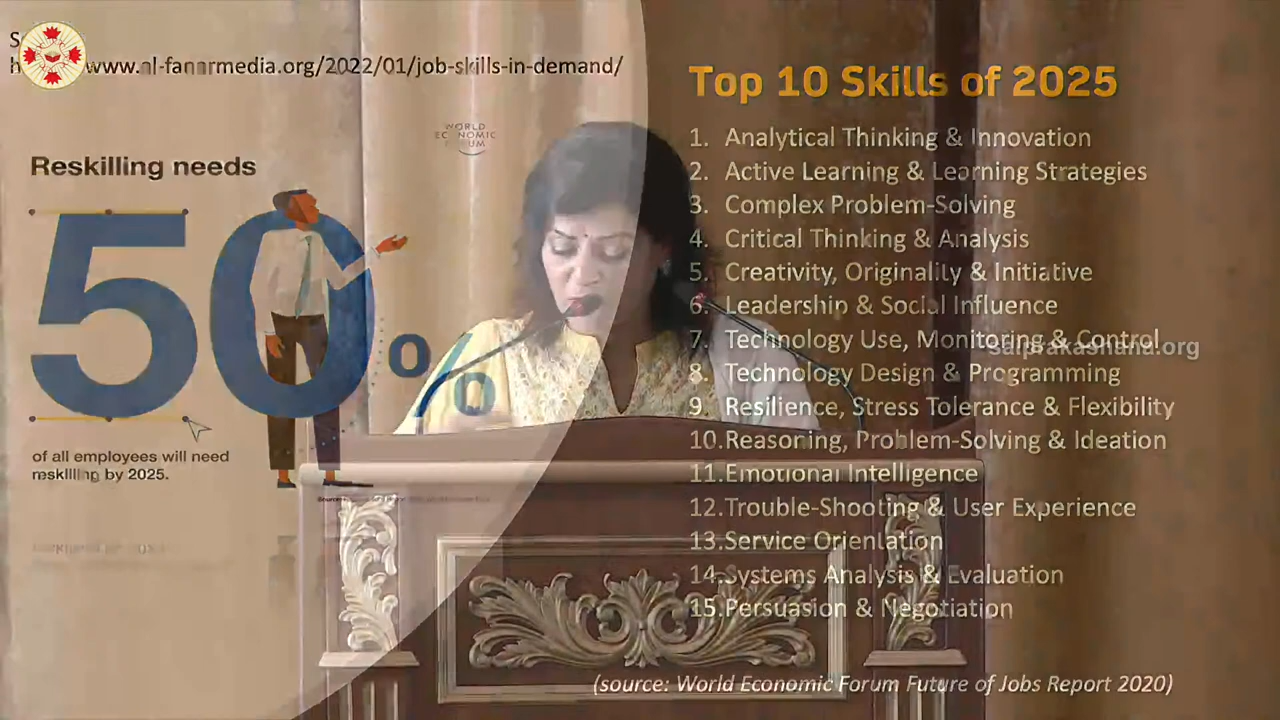 www.al-fanarmedia.org/2022/01/job-skills-in-demand/
WORLD
ECONOMIC
FORUM
Reskilling needs
50%
of all employees will need
reskilling by 2025.
Top 10 Skills of 2025
1. Analytical Thinking & Innovation
2. Active Learning & Learning Strategies
3. Complex Problem-Solving
4. Critical Thinking & Analysis
5. Creativity, Originality & Initiative
6. Leadership & Social Influence
7. Technology Use, Monitoring & Control
saiprakashana.org
8. Technology Design & Programming
9. Resilience, Stress Tolerance & Flexibility
10.Reasoning, Problem-Solving & Ideation
11.Emotional Intelligence
12.Trouble-Shooting & User Experience
13.Service Orientation
14.Systems Analysis & Evaluation
15.Persuasion & Negotiation
(source: World Economic Forum Future of Jobs Report 2020)